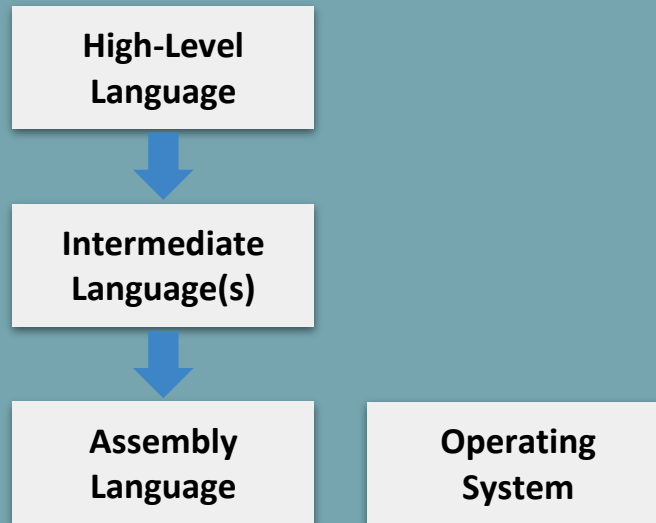 High-Level
Language
Intermediate
Language(s)
Assembly
Language
Operating
System